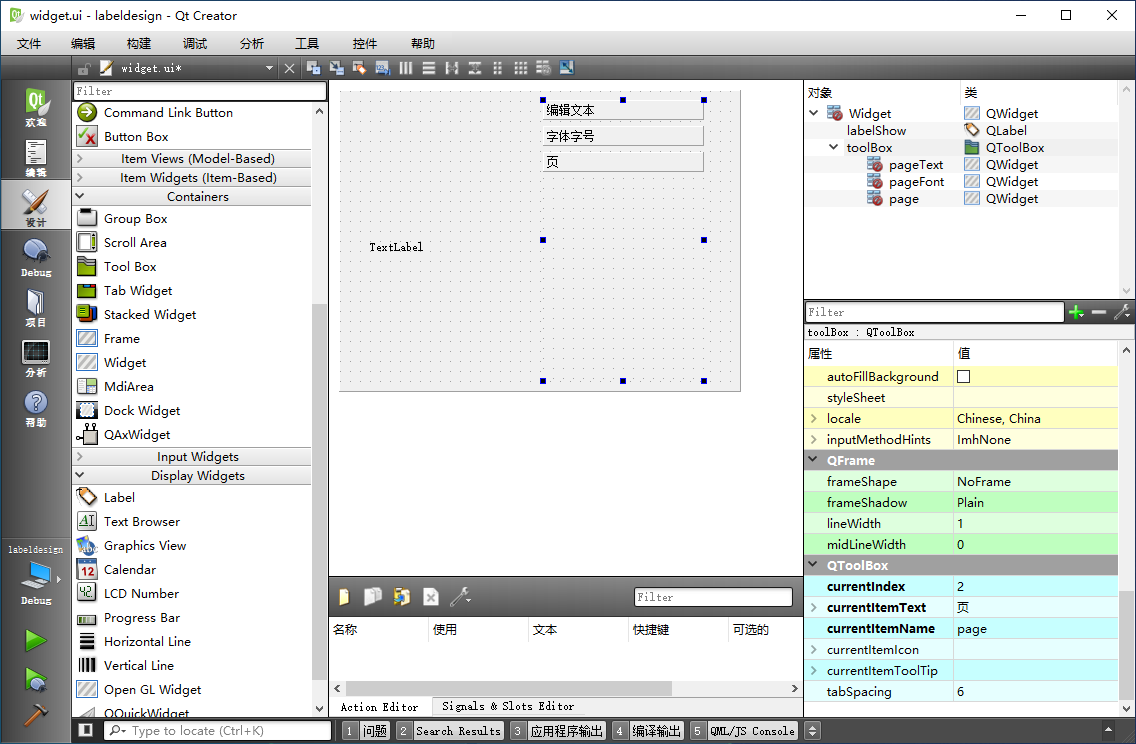 widget.ui - labeldesign - Qt Creator
文件 编辑 构建 调试 分析 工具 控件 帮助
widget.ui*
欢迎
编辑
设计
Debug
项目
分析
帮助
labeldesign
Debug
Filter
Command Link Button
Button Box
Item Views (Model-Based)
Item Widgets (Item-Based)
Containers
Group Box
Scroll Area
Tool Box
Tab Widget
Stacked Widget
Frame
Widget
MdiArea
Dock Widget
QAxWidget
Input Widgets
Display Widgets
Label
Text Browser
Graphics View
Calendar
LCD Number
Progress Bar
Horizontal Line
Vertical Line
Open GL Widget
QQuickWidget
编辑文本
字体字号
页
TextLabel
Filter
名称 使用 文本 快捷键 可选的
Action Editor Signals & Slots Editor
对象 类
Widget QWidget
labelShow QLabel
toolBox QToolBox
pageText QWidget
pageFont QWidget
page QWidget
Filter
toolBox : QToolBox
属性 值
autoFillBackground
styleSheet
locale Chinese, China
inputMethodHints ImhNone
QFrame
frameShape NoFrame
frameShadow Plain
lineWidth 1
midLineWidth 0
QToolBox
currentIndex 2
currentItemText 页
currentItemName page
currentItemIcon
currentItemToolTip
tabSpacing 6
Type to locate (Ctrl+K) 1 问题 2 Search Results 3 应用程序输出 4 编译输出 5 QML/JS Console